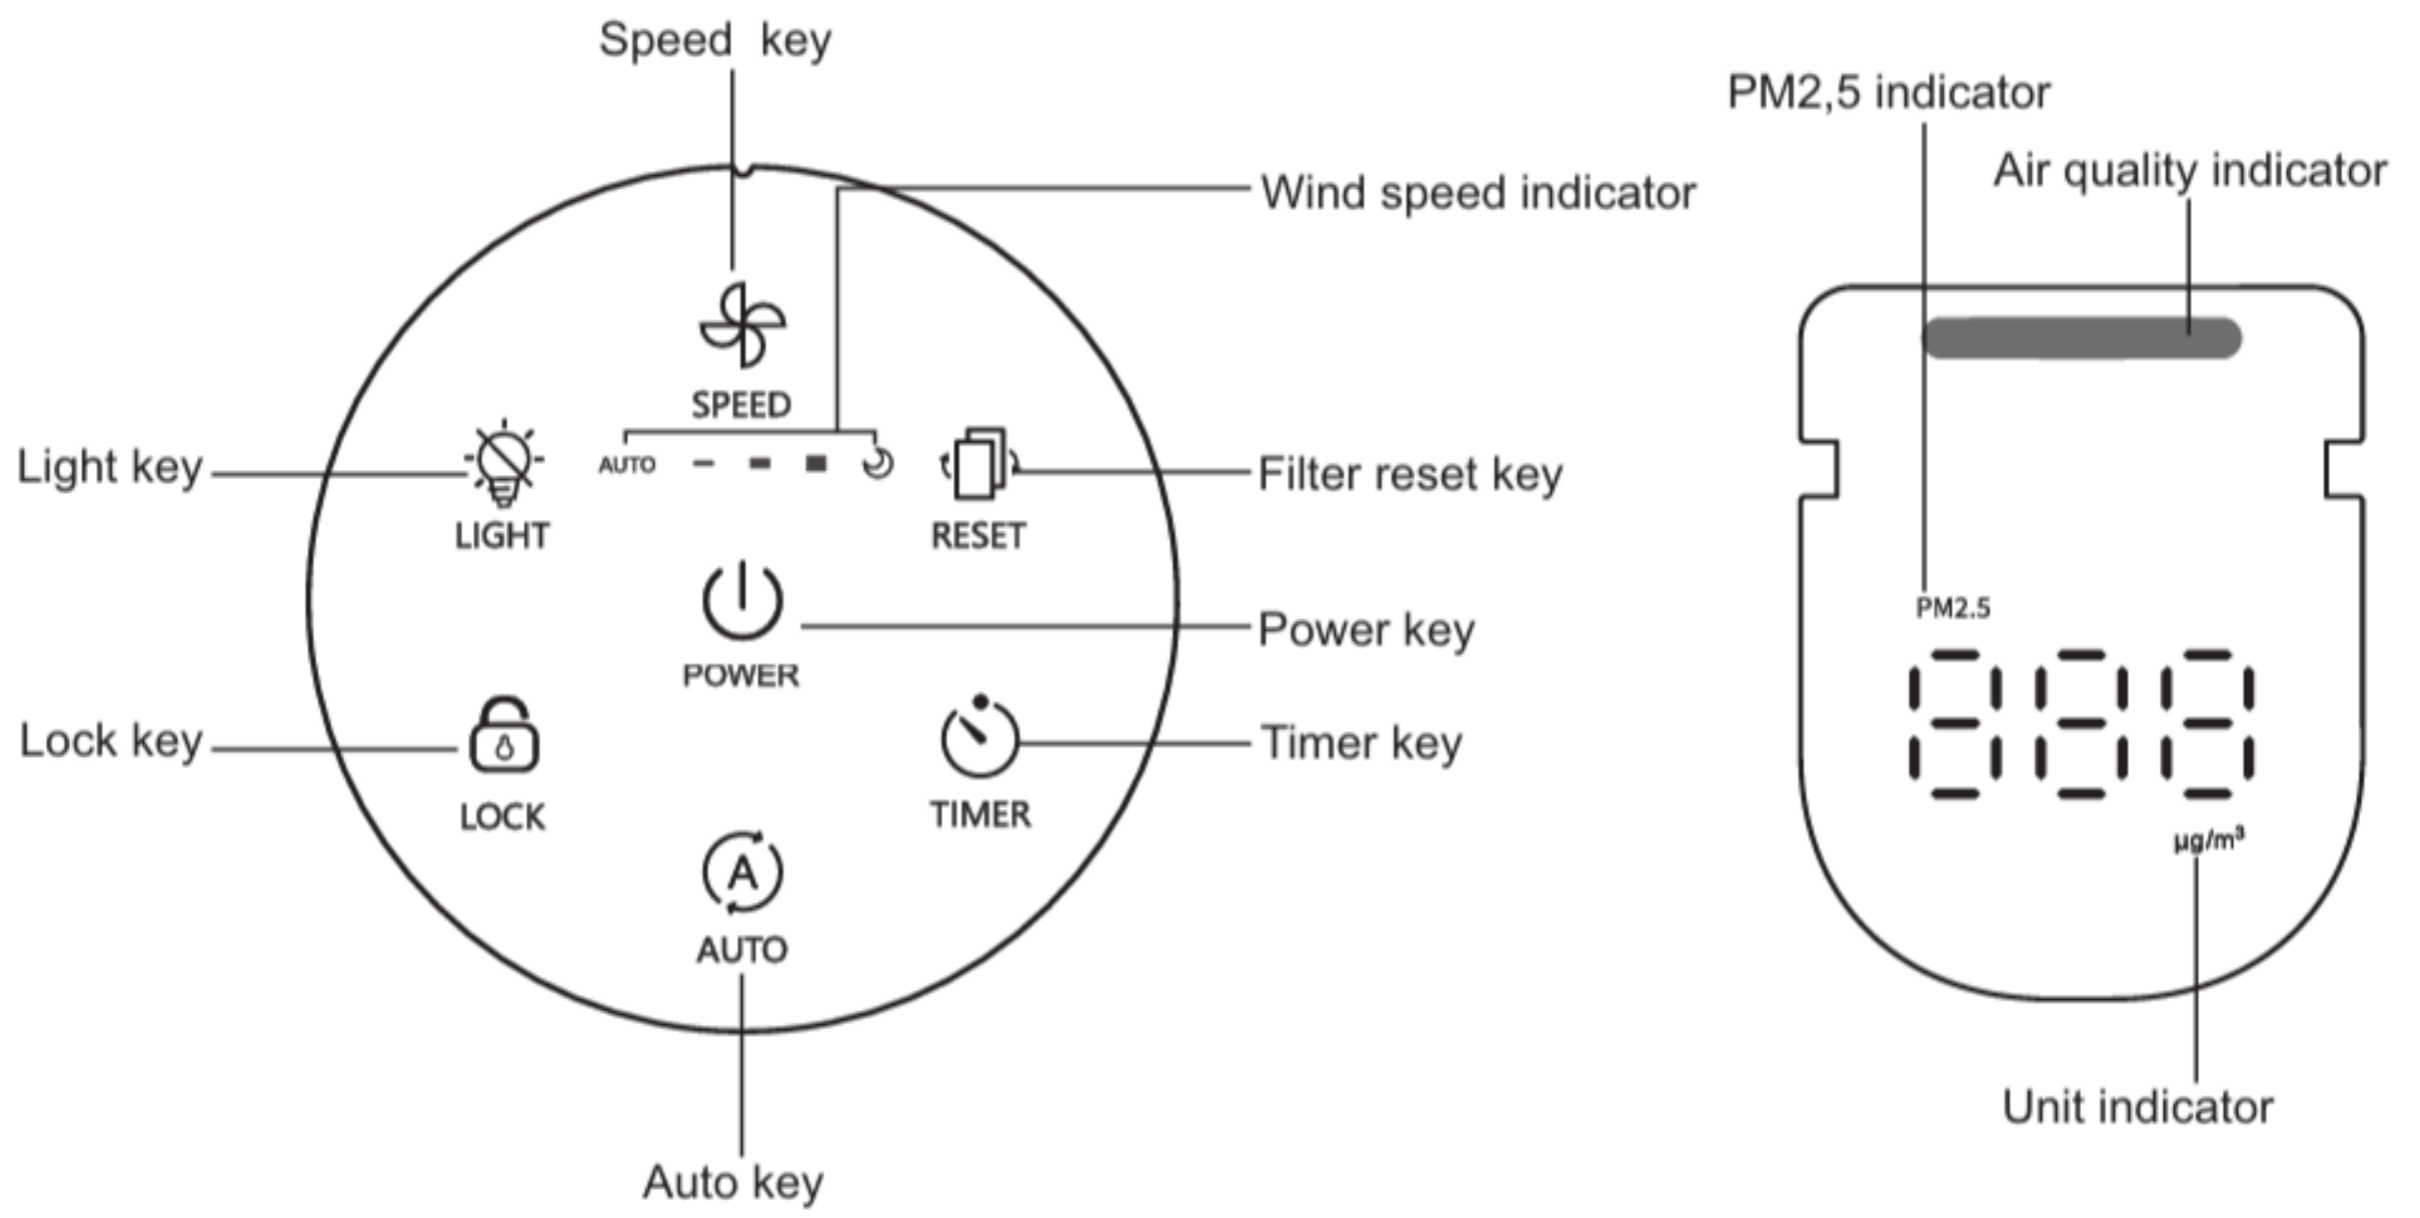 Speed key
PM2,5 indicator
Air quality indicator
Wind speed indicator
SPEED
AUTO
Light key
LIGHT
Filter reset key
RESET
Power key
POWER
PM2.5
888
Lock key
LOCK
Timer key
TIMER
µg/m³
AUTO
A
Unit indicator
Auto key